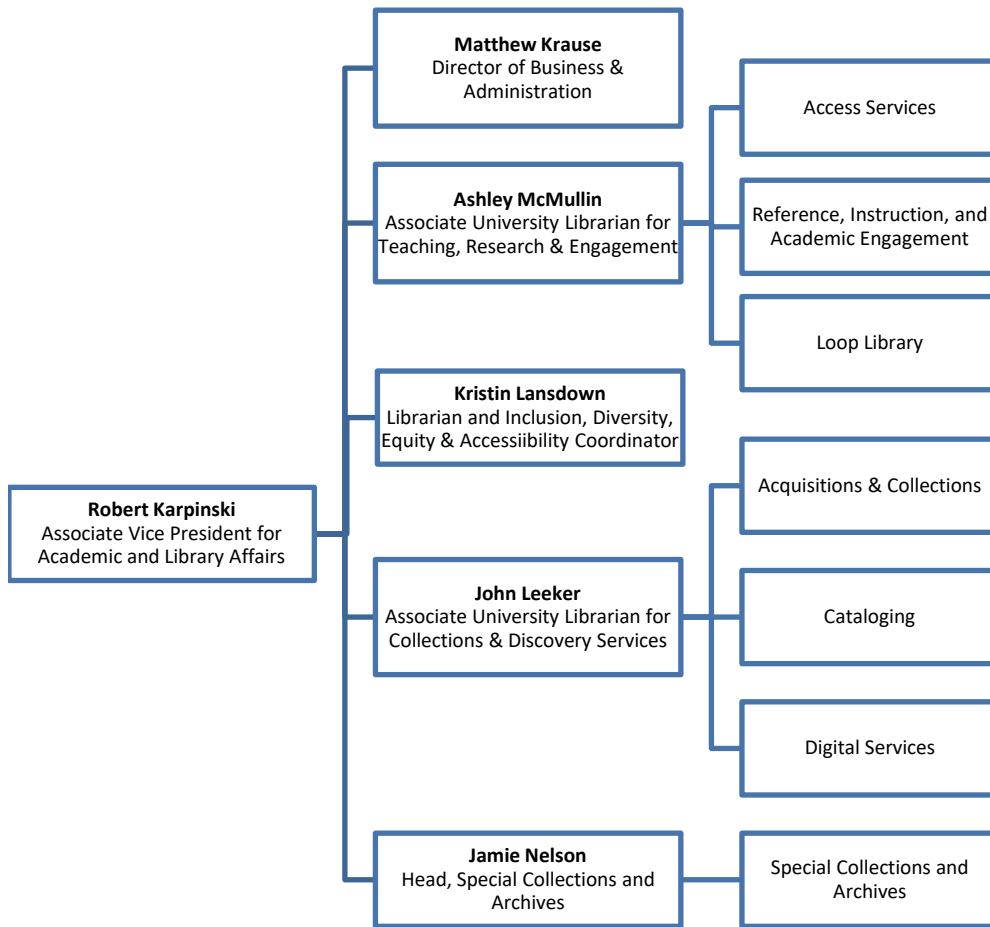 Matthew Krause
Director of Business &
Administration
Access Services
Ashley McMullin
Associate University Librarian for
Teaching, Research & Engagement
Reference, Instruction, and
Academic Engagement
Loop Library
Kristin Lansdown
Librarian and Inclusion, Diversity,
Equity & Accessiibility Coordinator
Acquisitions & Collections
Robert Karpinski
Associate Vice President for
Academic and Library Affairs
John Leeker
Associate University Librarian for
Collections & Discovery Services
Cataloging
Digital Services
Jamie Nelson
Head, Special Collections and
Archives
Special Collections and
Archives